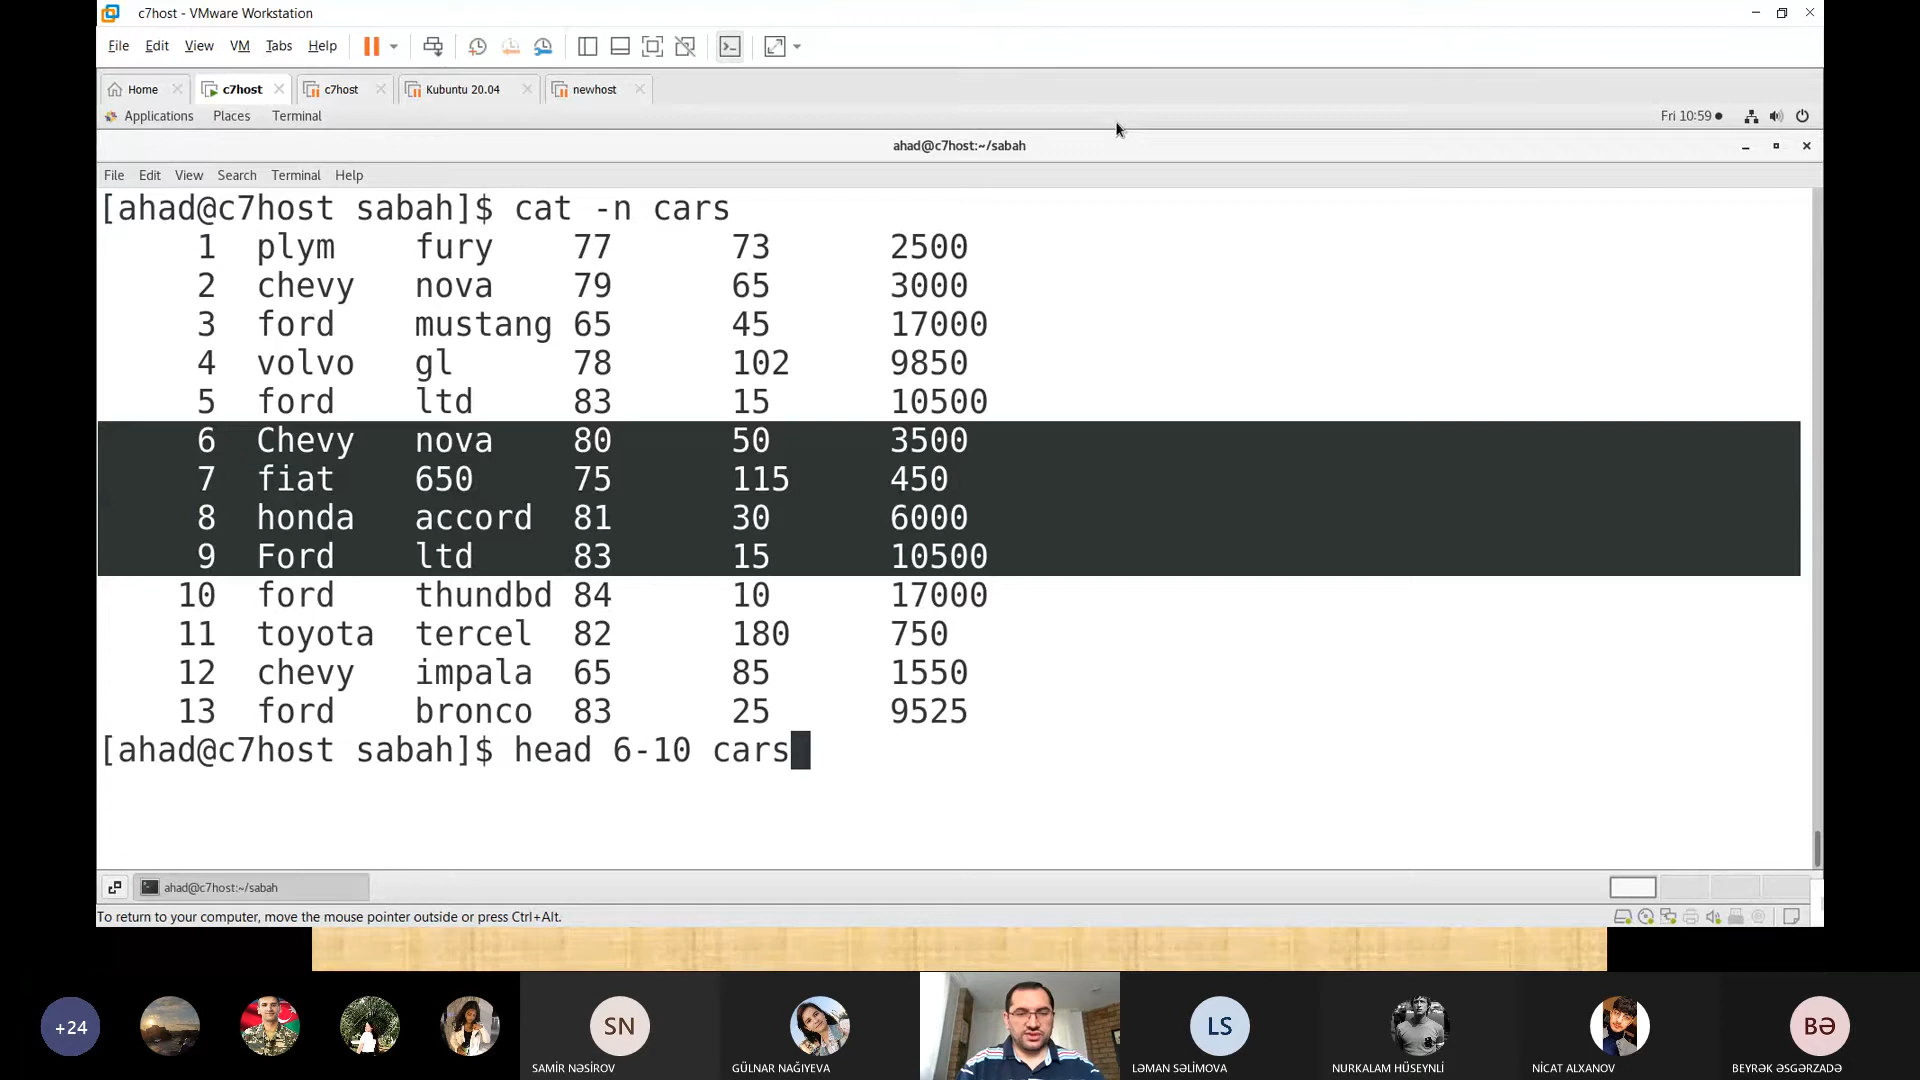 c7host - VMware Workstation
File Edit View VM Tabs Help
Home c7host c7host Kubuntu 20.04 newhost
Applications Places Terminal Fri 10:59
ahad@c7host:~/sabah
File Edit View Search Terminal Help
[ahad@c7host sabah]$ cat -n cars
1 plym fury 77 73 2500
2 chevy nova 79 65 3000
3 ford mustang 65 45 17000
4 volvo gl 78 102 9850
5 ford ltd 83 15 10500
6 Chevy nova 80 50 3500
7 fiat 650 75 115 450
8 honda accord 81 30 6000
9 Ford ltd 83 15 10500
10 ford thundbd 84 10 17000
11 toyota tercel 82 180 750
12 chevy impala 65 85 1550
13 ford bronco 83 25 9525
[ahad@c7host sabah]$ head 6-10 cars
ahad@c7host:~/sabah
To return to your computer, move the mouse pointer outside or press Ctrl+Alt.
+24 SN LS BƏ
SAMİR NƏSİROV GÜLNAR NAĞIYEVA LƏMAN SƏLİMOVA NURKALAM HÜSEYNLİ NİCAT ALXANOV BEYRƏK ƏSGƏRZADƏ